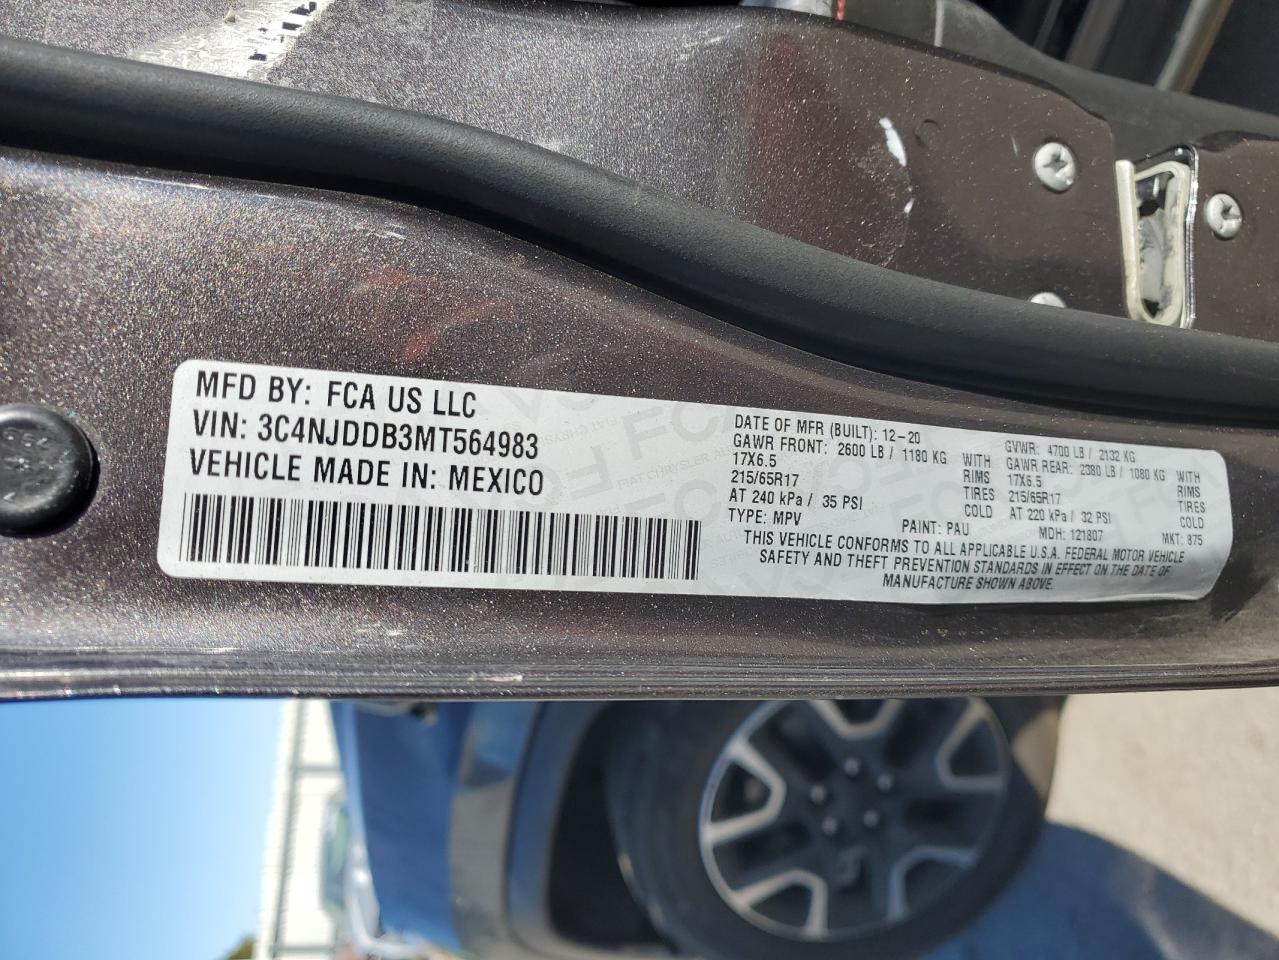 MFD BY: FCA US LLC
VIN: 3C4NJDDB3MT564983
VEHICLE MADE IN: MEXICO
DATE OF MFR (BUILT): 12-20
GVWR: 4700 LB / 2132 KG
GAWR FRONT: 2600 LB / 1180 KG WITH
GAWR REAR: 2380 LB / 1080 KG WITH
17X6.5 RIMS
17X6.5 RIMS
215/65R17 TIRES
215/65R17 TIRES
AT 240 kPa / 35 PSI COLD
AT 220 kPa / 32 PSI COLD
TYPE: MPV PAINT: PAU MDH: 121807 MKT: 875
THIS VEHICLE CONFORMS TO ALL APPLICABLE U.S.A. FEDERAL MOTOR VEHICLE
SAFETY AND THEFT PREVENTION STANDARDS IN EFFECT ON THE DATE OF
MANUFACTURE SHOWN ABOVE.